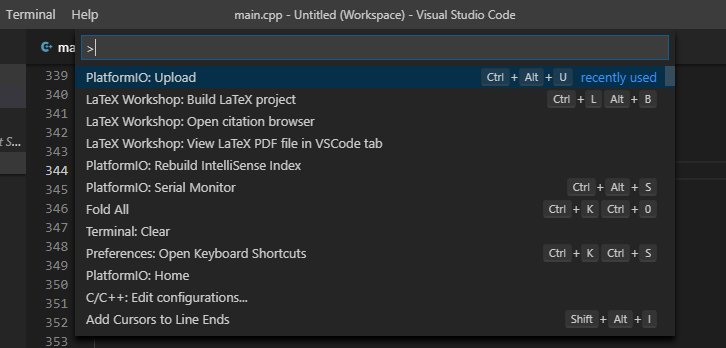 Terminal Help main.cpp - Untitled (Workspace) - Visual Studio Code
ma
>
339
PlatformIO: Upload Ctrl + Alt + U recently used
340 LaTeX Workshop: Build LaTeX project Ctrl + L Alt + B
341 LaTeX Workshop: Open citation browser
342 LaTeX Workshop: View LaTeX PDF file in VSCode tab
t S... 343 PlatformIO: Rebuild IntelliSense Index
344
345 PlatformIO: Serial Monitor Ctrl + Alt + S
346 Fold All Ctrl + K Ctrl + 0
347 Terminal: Clear
348 Preferences: Open Keyboard Shortcuts Ctrl + K Ctrl + S
349
350 PlatformIO: Home
351 C/C++: Edit configurations...
352 Add Cursors to Line Ends Shift + Alt + I
353